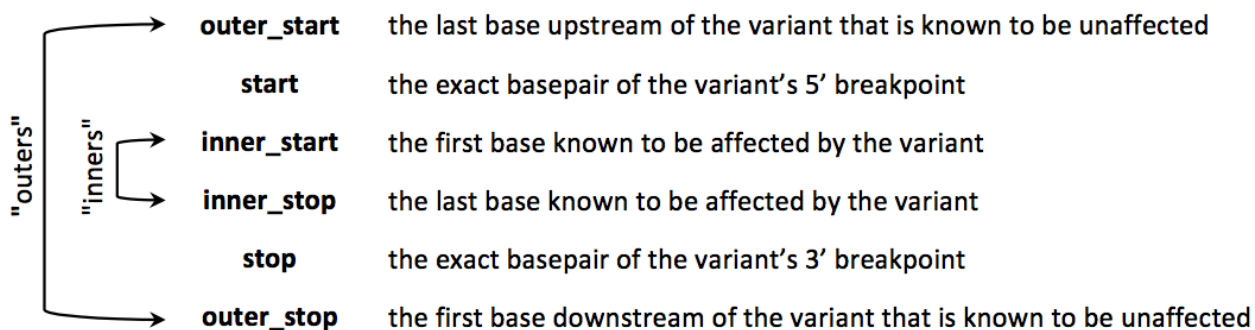 outer_start the last base upstream of the variant that is known to be unaffected
start the exact basepair of the variant’s 5’ breakpoint
inner_start the first base known to be affected by the variant
inner_stop the last base known to be affected by the variant
stop the exact basepair of the variant’s 3’ breakpoint
outer_stop the first base downstream of the variant that is known to be unaffected
"outers"
"inners"